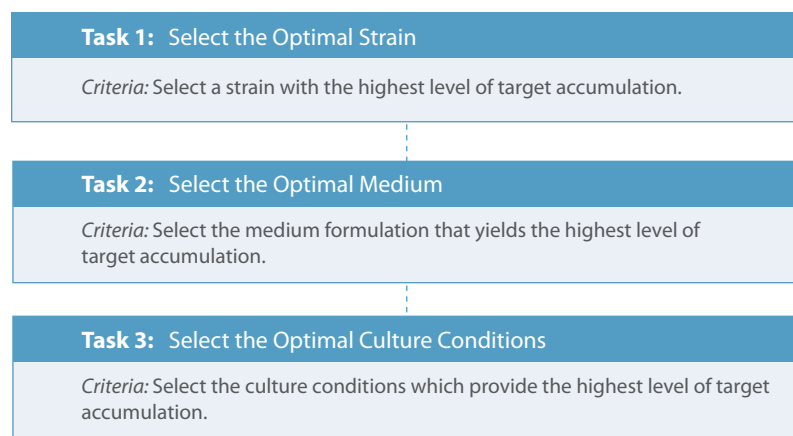 Task 1: Select the Optimal Strain
Criteria: Select a strain with the highest level of target accumulation.
Task 2: Select the Optimal Medium
Criteria: Select the medium formulation that yields the highest level of
target accumulation.
Task 3: Select the Optimal Culture Conditions
Criteria: Select the culture conditions which provide the highest level of target
accumulation.